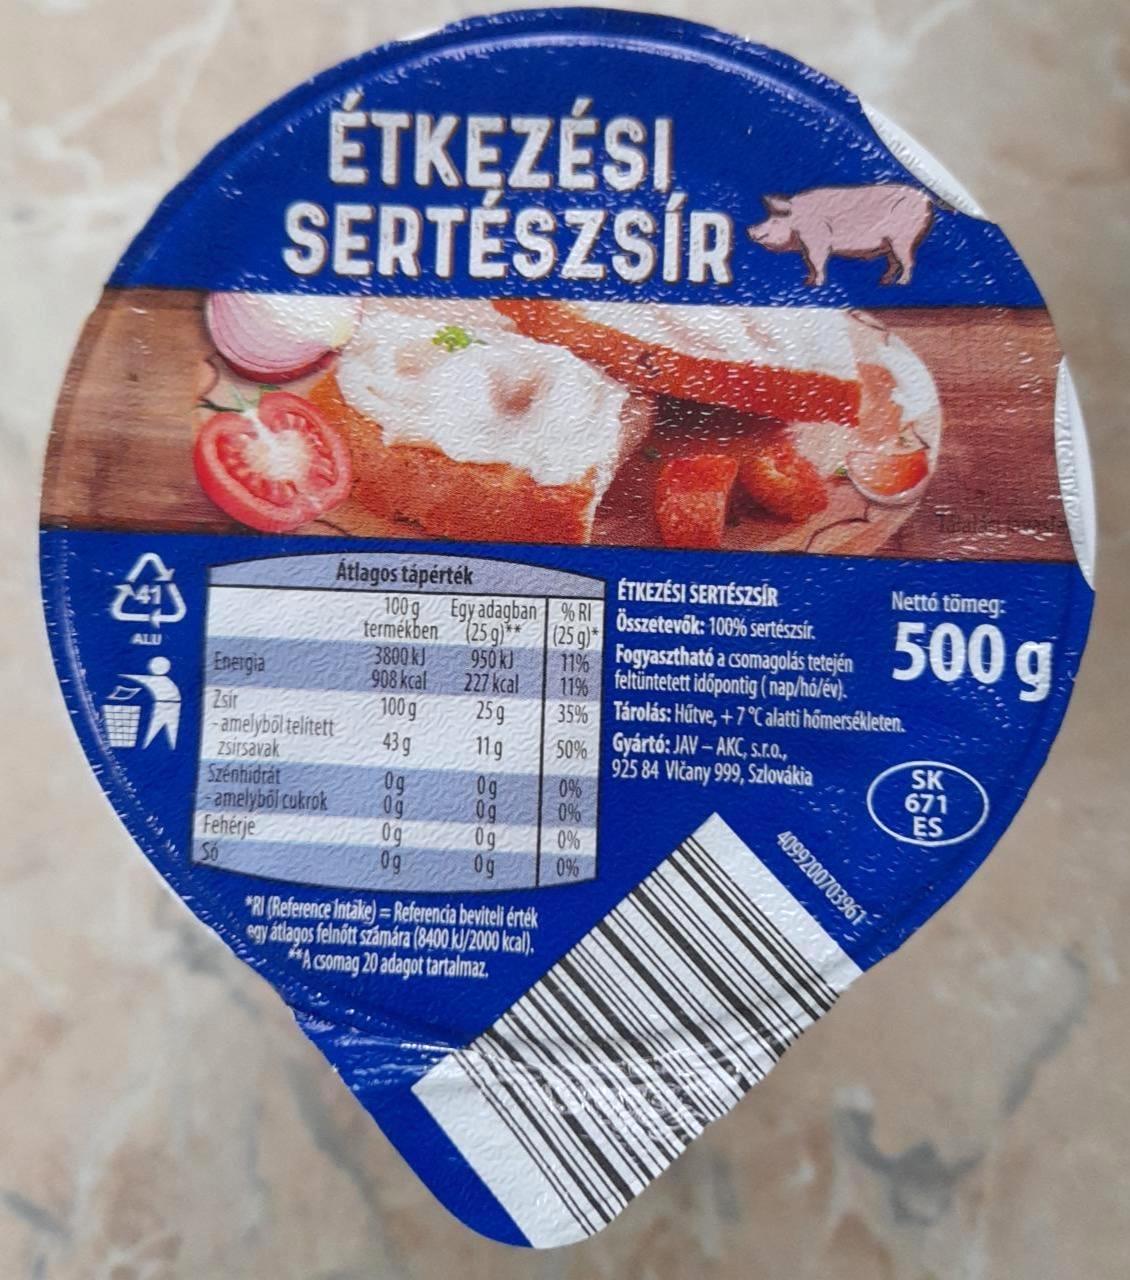 ÉTKEZÉSI
SERTÉSZSÍR
Tálalási
41
ALU
Átlagos tápérték
100 g termékben Egy adagban (25 g)** % RI (25 g)*
Energia 3800 kJ 950 kJ 11%
908 kcal 227 kcal 11%
Zsír 100 g 25 g 35%
- amelyből telített zsírsavak 43 g 11 g 50%
Szénhidrát 0 g 0 g 0%
- amelyből cukrok 0 g 0 g 0%
Fehérje 0 g 0 g 0%
Só 0 g 0 g 0%
*RI (Reference Intake) = Referencia beviteli érték
egy átlagos felnőtt számára (8400 kJ/2000 kcal).
**A csomag 20 adagot tartalmaz.
ÉTKEZÉSI SERTÉSZSÍR
Összetevők: 100% sertészsír.
Fogyasztható a csomagolás tetején
feltüntetett időpontig ( nap/hó/év).
Tárolás: Hűtve, + 7 °C alatti hőmérsékleten.
Gyártó: JAV – AKC, s.r.o.,
925 84 Vlčany 999, Szlovákia
Nettó tömeg:
500 g
SK
671
ES
4099200703961